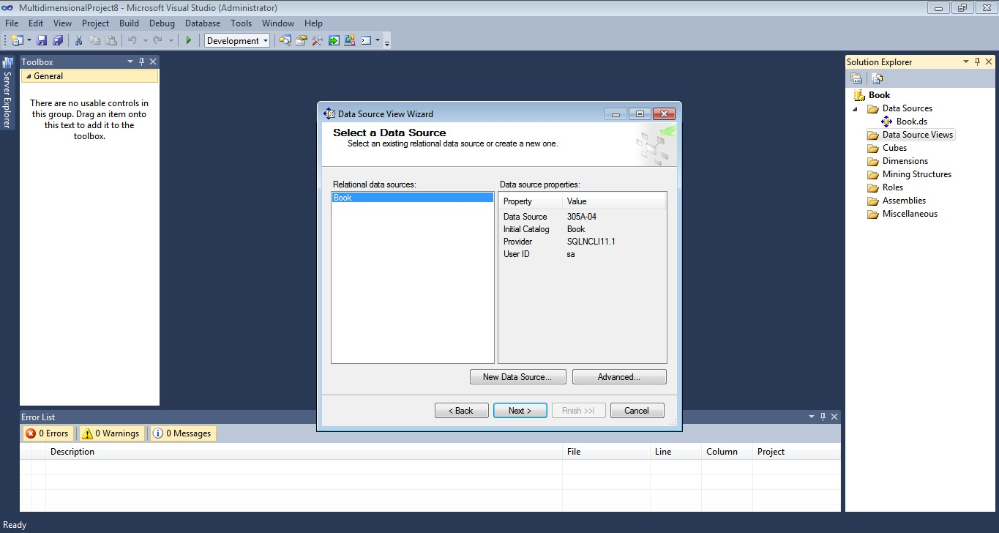 MultidimensionalProject8 - Microsoft Visual Studio (Administrator)
File Edit View Project Build Debug Database Tools Window Help
Development
Server Explorer
Toolbox
General
There are no usable controls in
this group. Drag an item onto
this text to add it to the
toolbox.
Data Source View Wizard
Select a Data Source
Select an existing relational data source or create a new one.
Relational data sources:
Book
Data source properties:
Property Value
Data Source 305A-04
Initial Catalog Book
Provider SQLNCLI11.1
User ID sa
New Data Source... Advanced...
< Back Next > Finish >>| Cancel
Solution Explorer
Book
Data Sources
Book.ds
Data Source Views
Cubes
Dimensions
Mining Structures
Roles
Assemblies
Miscellaneous
Error List
0 Errors 0 Warnings 0 Messages
Description File Line Column Project
Ready